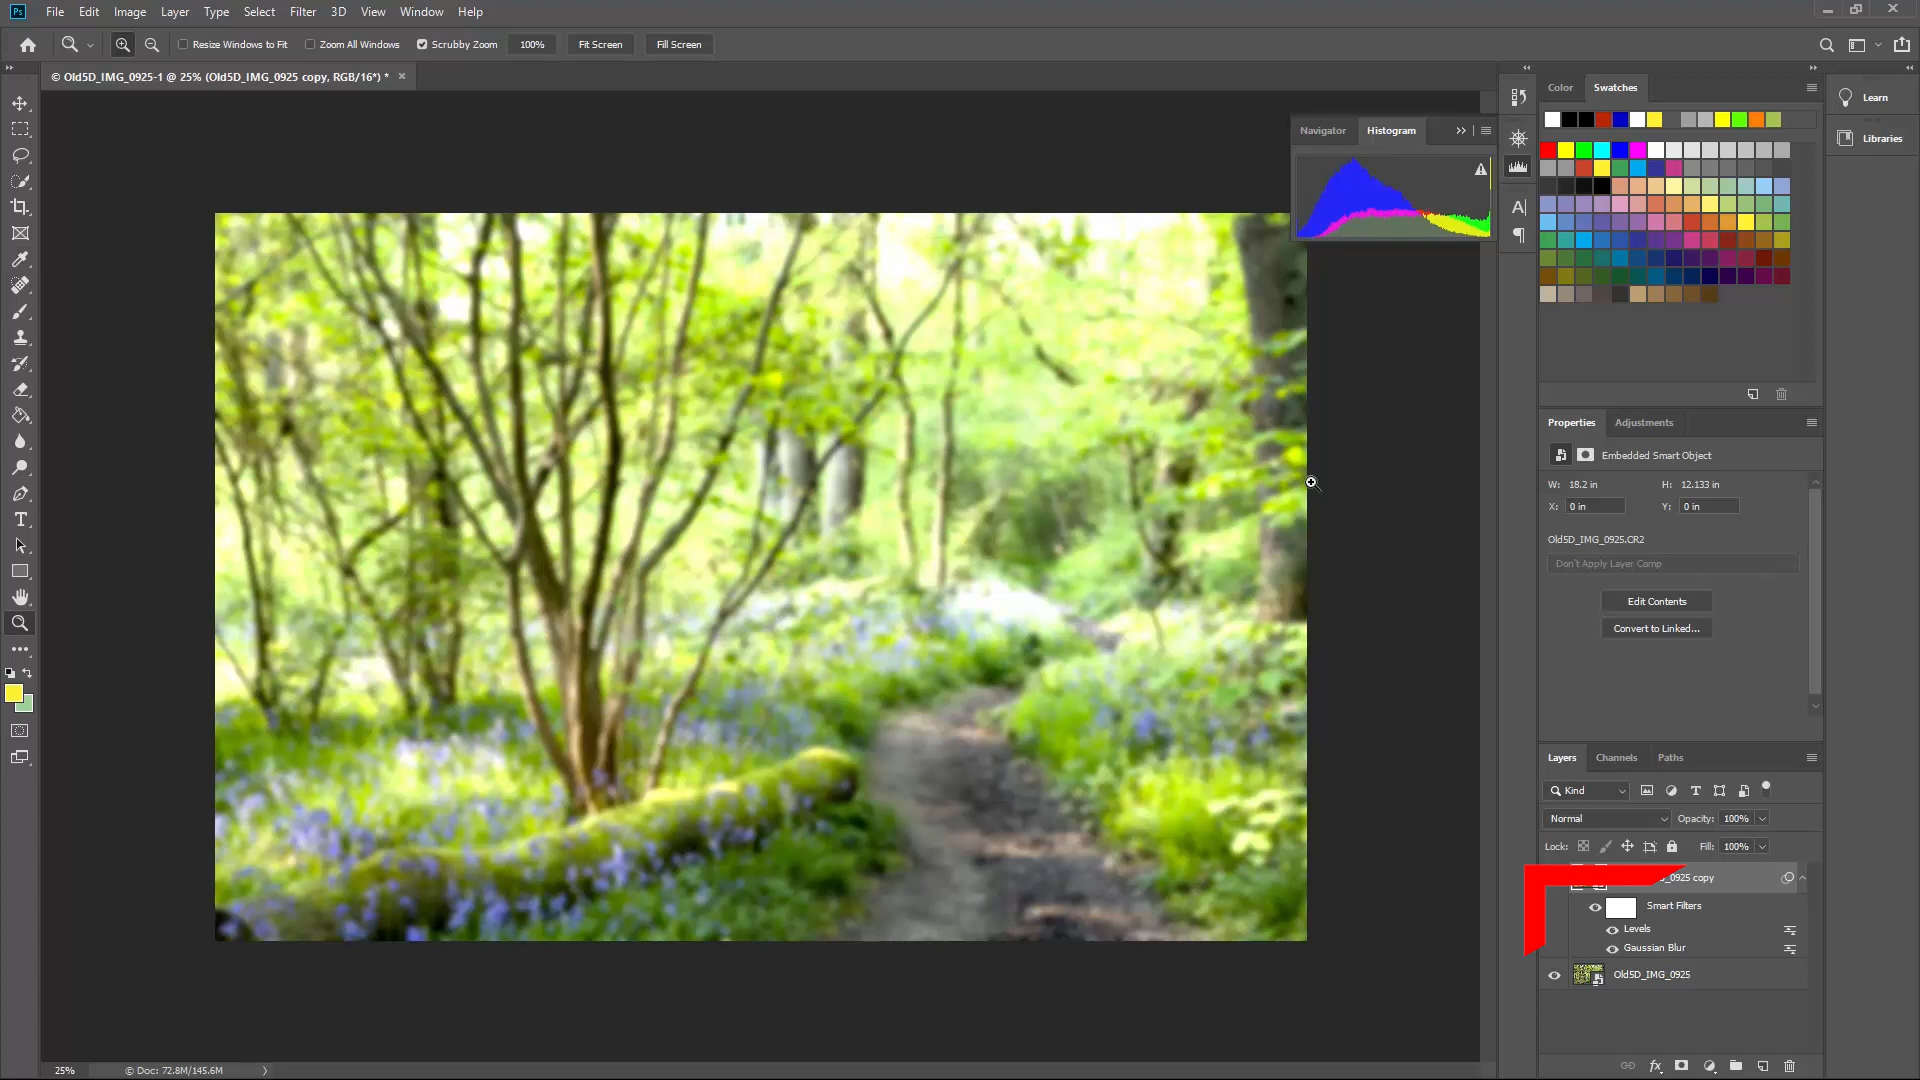 Ps File Edit Image Layer Type Select Filter 3D View Window Help
Resize Windows to Fit Zoom All Windows Scrubby Zoom 100% Fit Screen Fill Screen
© Old5D_IMG_0925-1 @ 25% (Old5D_IMG_0925 copy, RGB/16*) * ×
Color Swatches
Learn
Navigator Histogram
Libraries
Properties Adjustments
Embedded Smart Object
W: 18.2 in H: 12.133 in
X: 0 in Y: 0 in
Old5D_IMG_0925.CR2
Don't Apply Layer Comp
Edit Contents
Convert to Linked...
Layers Channels Paths
Kind
Normal Opacity: 100%
Lock: Fill: 100%
_0925 copy
Smart Filters
Levels
Gaussian Blur
Old5D_IMG_0925
fx
25% © Doc: 72.8M/145.6M